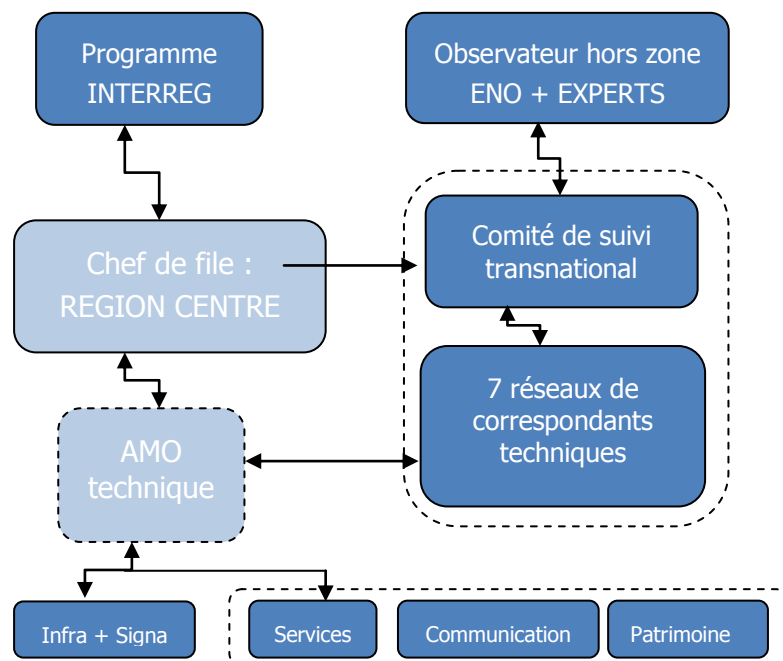 Programme
INTERREG
Observateur hors zone
ENO + EXPERTS
Chef de file :
REGION CENTRE
Comité de suivi
transnational
7 réseaux de
correspondants
techniques
AMO
technique
Infra + Signa
Services
Communication
Patrimoine